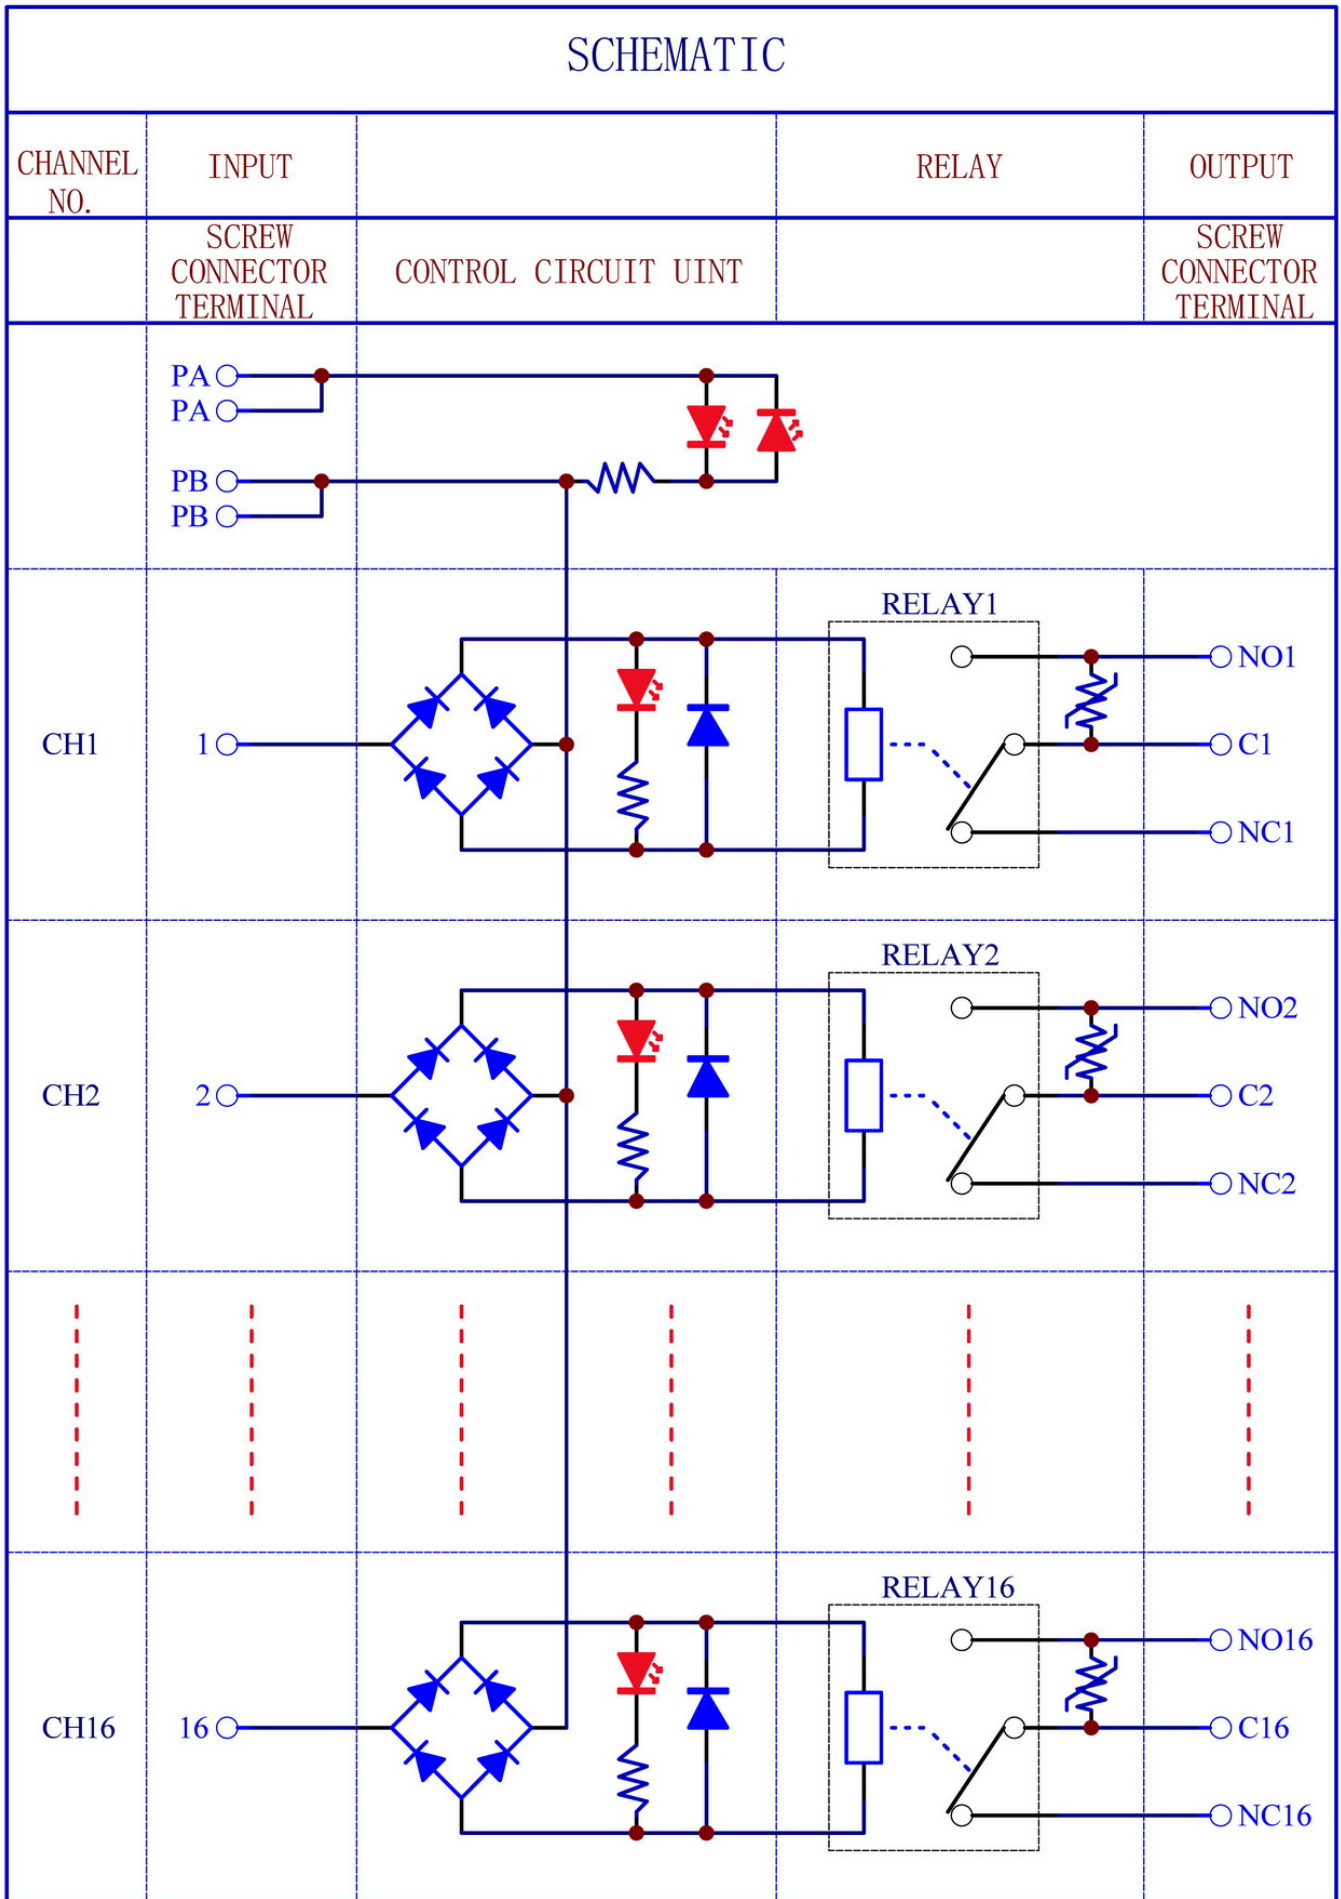 SCHEMATIC
CHANNEL NO.
INPUT
RELAY
OUTPUT
SCREW
CONNECTOR
TERMINAL
CONTROL CIRCUIT UINT
SCREW
CONNECTOR
TERMINAL
PA
PA
PB
PB
RELAY1
NO1
CH1
1
C1
NC1
RELAY2
NO2
CH2
2
C2
NC2
RELAY16
NO16
CH16
16
C16
NC16